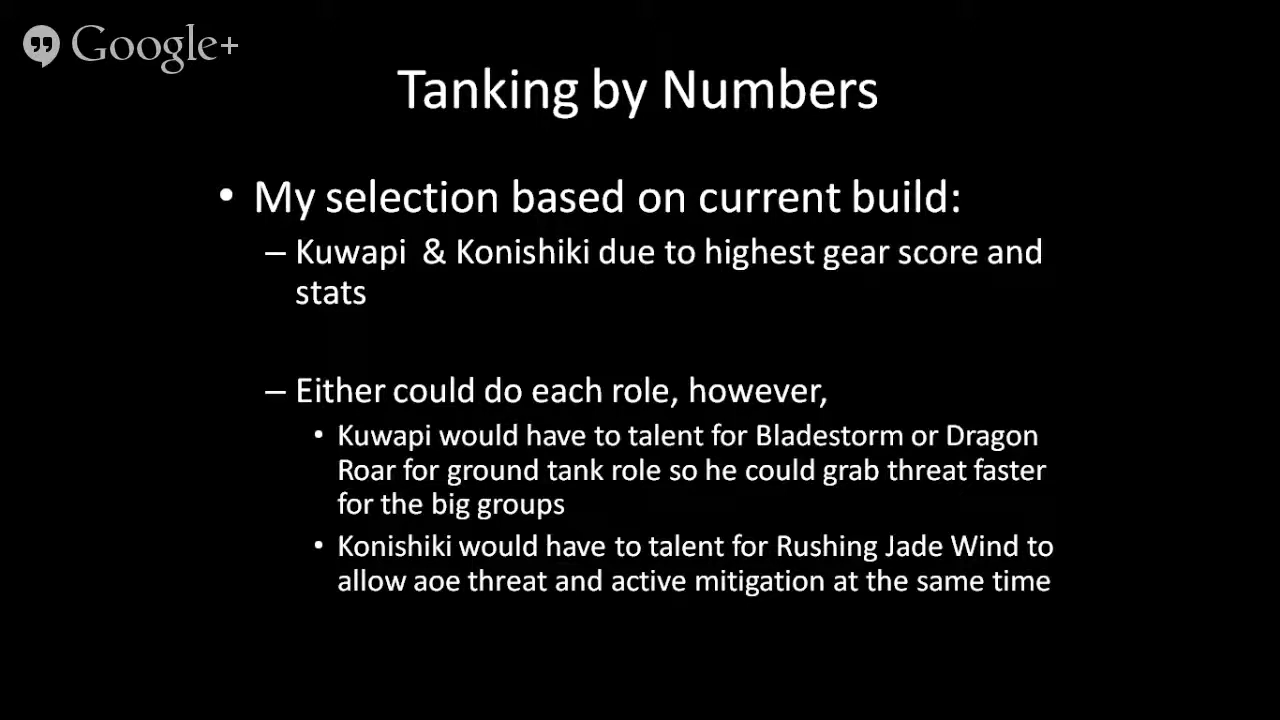 Google+
Tanking by Numbers
• My selection based on current build:
– Kuwapi & Konishiki due to highest gear score and
stats
– Either could do each role, however,
• Kuwapi would have to talent for Bladestorm or Dragon
Roar for ground tank role so he could grab threat faster
for the big groups
• Konishiki would have to talent for Rushing Jade Wind to
allow aoe threat and active mitigation at the same time